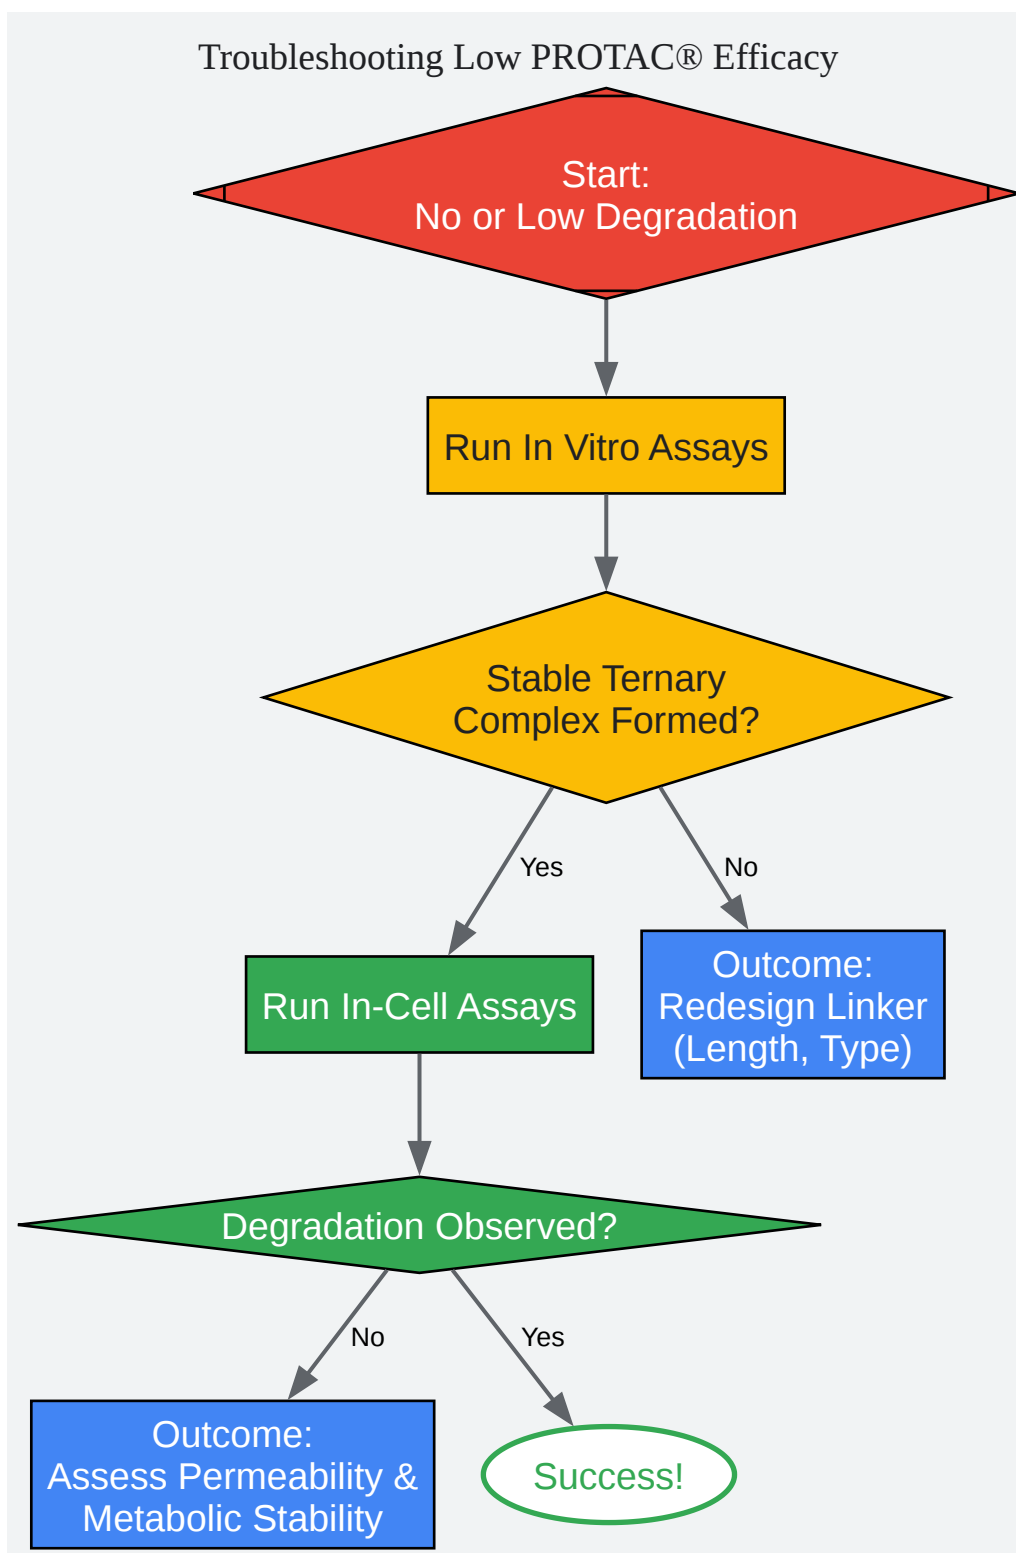 Troubleshooting Low PROTAC® Efficacy
Start:
No or Low Degradation
Run In Vitro Assays
Stable Ternary
Complex Formed?
Yes
No
Run In-Cell Assays
Outcome:
Redesign Linker
(Length, Type)
Degradation Observed?
No
Yes
Outcome:
Assess Permeability &
Metabolic Stability
Success!